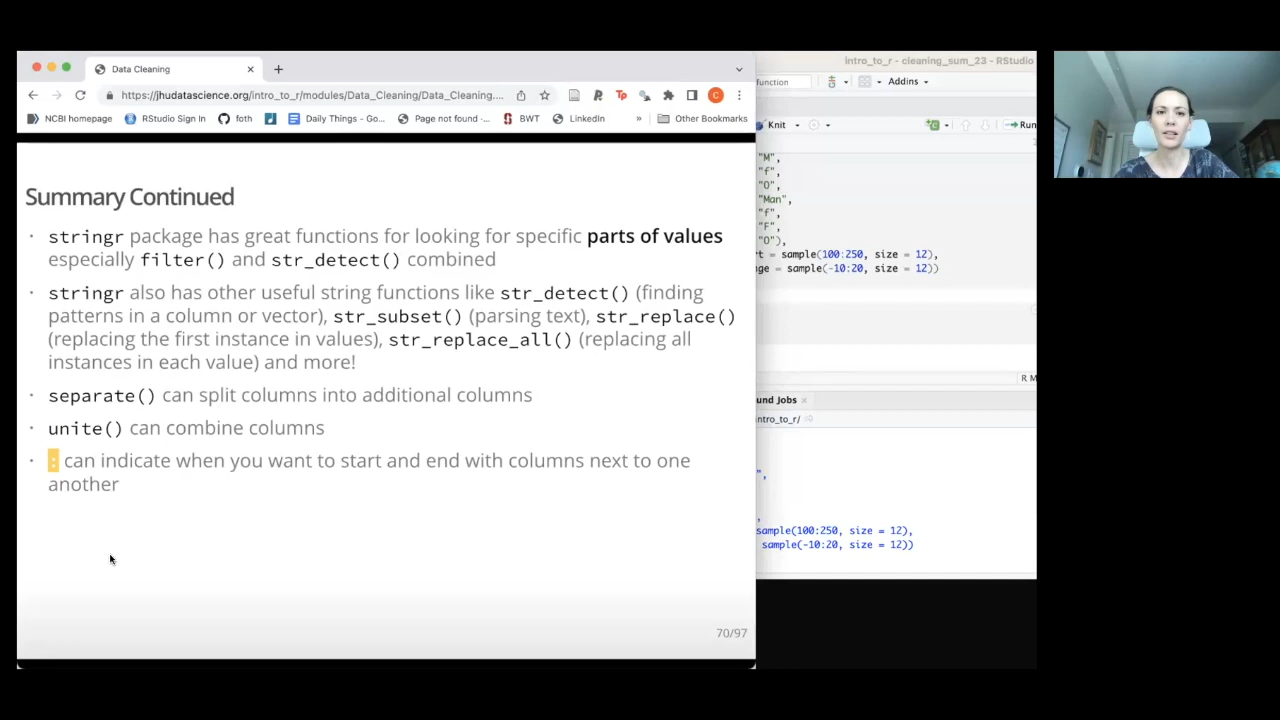 Data Cleaning
https://jhudatascience.org/intro_to_r/modules/Data_Cleaning/Data_Cleaning....
NCBI homepage RStudio Sign In foth Daily Things - Go... Page not found -... BWT LinkedIn » Other Bookmarks
Summary Continued
· stringr package has great functions for looking for specific parts of values
especially filter() and str_detect() combined
· stringr also has other useful string functions like str_detect() (finding
patterns in a column or vector), str_subset() (parsing text), str_replace()
(replacing the first instance in values), str_replace_all() (replacing all
instances in each value) and more!
· separate() can split columns into additional columns
· unite() can combine columns
· : can indicate when you want to start and end with columns next to one
another
70/97
intro_to_r - cleaning_sum_23 - RStudio
function Addins
Knit Run
"M",
"f",
"O",
"Man",
"f",
"F",
"O"),
rt = sample(100:250, size = 12),
nge = sample(-10:20, size = 12))
R M
und Jobs
intro_to_r/
",
,
sample(100:250, size = 12),
sample(-10:20, size = 12))